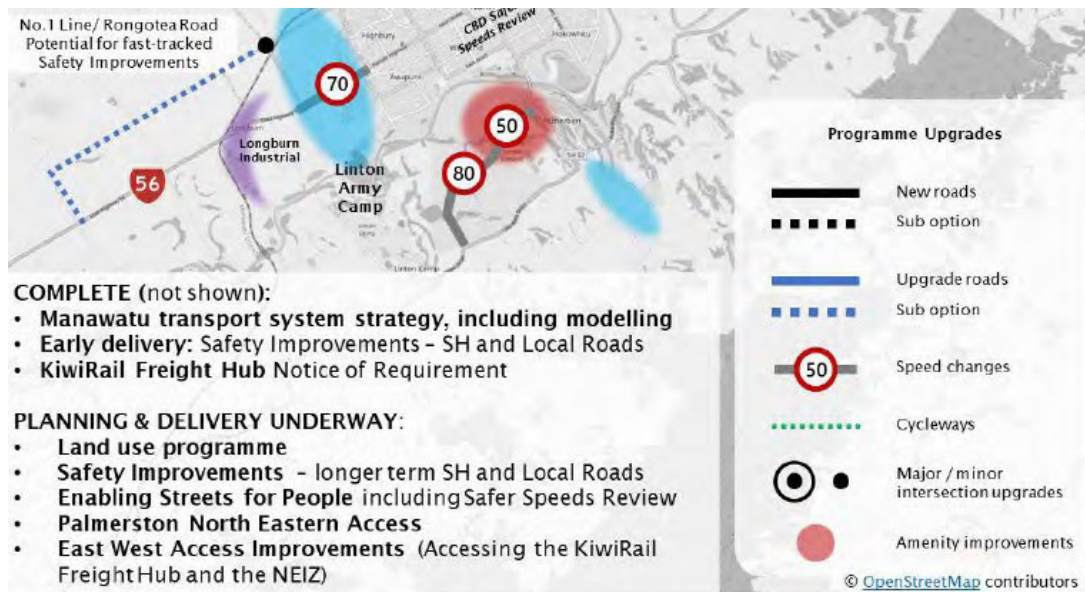 No.1 Line/ Rongotea Road
Potential for fast-tracked
Safety Improvements
Highbury
CBD Safer
Speeds Review
Hokowhitu
Awapuni
70
50
80
56
Longburn
Longburn
Industrial
Linton
Army
Camp
Linton Camp
COMPLETE (not shown):
• Manawatu transport system strategy, including modelling
• Early delivery: Safety Improvements – SH and Local Roads
• KiwiRail Freight Hub Notice of Requirement
PLANNING & DELIVERY UNDERWAY:
• Land use programme
• Safety Improvements – longer term SH and Local Roads
• Enabling Streets for People including Safer Speeds Review
• Palmerston North Eastern Access
• East West Access Improvements (Accessing the KiwiRail
Freight Hub and the NEIZ)
Programme Upgrades
New roads
Sub option
Upgrade roads
Sub option
50
Speed changes
Cycleways
Major / minor
intersection upgrades
Amenity improvements
© OpenStreetMap contributors